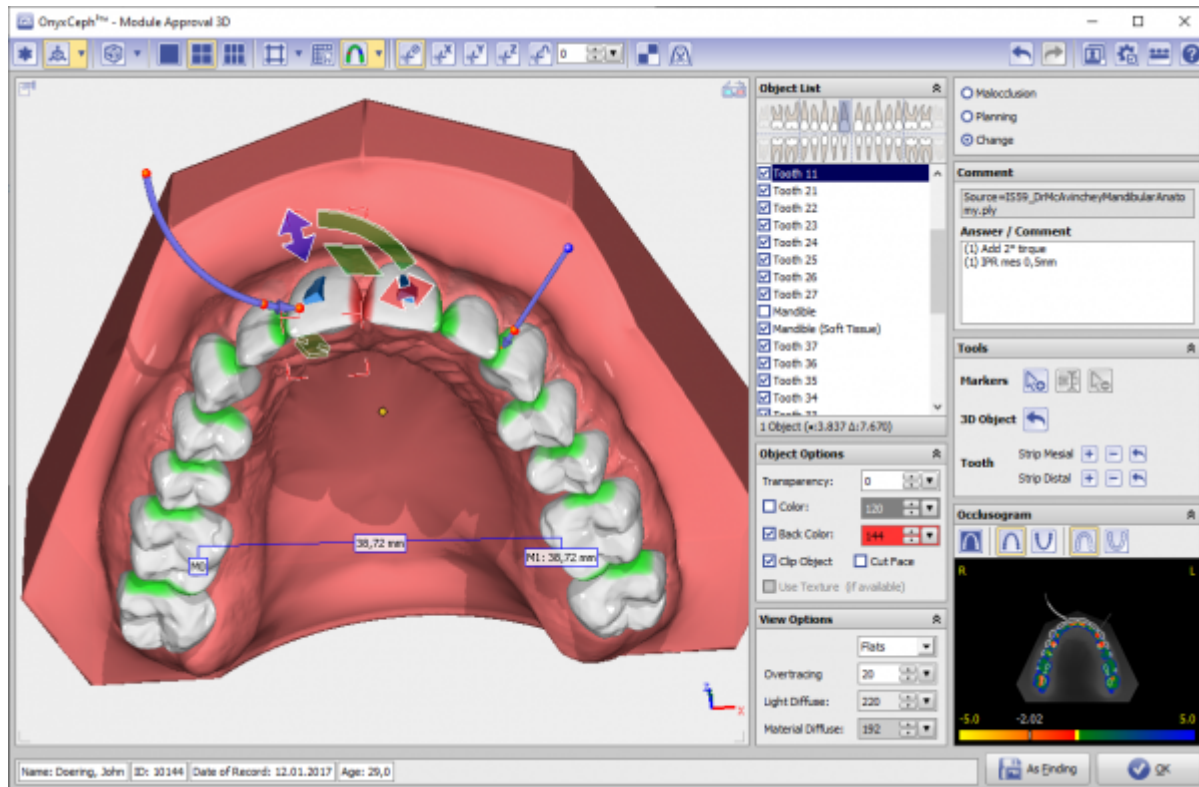 OnyxCeph³™ - Module Approval 3D
0
Object List
Tooth 11
Tooth 21
Tooth 22
Tooth 23
Tooth 24
Tooth 25
Tooth 26
Tooth 27
Mandible
Mandible (Soft Tissue)
Tooth 37
Tooth 36
Tooth 35
Tooth 34
Tooth 33
1 Object (•:3.837 Δ:7.670)
Object Options
Transparency: 0
Color: 120
Back Color: 144
Clip Object Cut Face
Use Texture (if available)
View Options
Flats
Overtracing 20
Light Diffuse: 220
Material Diffuse: 192
Malocclusion
Planning
Change
Comment
Source=IS59_DrMcAvincheyMandibularAnato
my.ply
Answer / Comment
(1) Add 2° tirque
(1) IPR mes 0,5mm
Tools
Markers
3D Object
Tooth
Strip Mesial + -
Strip Distal + -
Occlusogram
R L
-5.0 -2.02 5.0
38,72 mm
M0
M1: 38,72 mm
z
x
Name: Doering, John ID: 10144 Date of Record: 12.01.2017 Age: 29,0
As Finding
OK